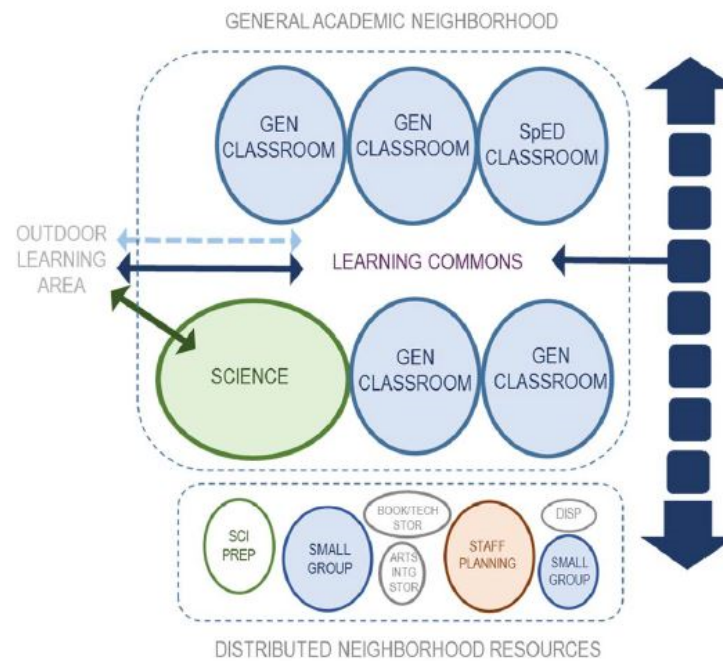 GENERAL ACADEMIC NEIGHBORHOOD
GEN
CLASSROOM
GEN
CLASSROOM
SpED
CLASSROOM
OUTDOOR
LEARNING
AREA
LEARNING COMMONS
SCIENCE
GEN
CLASSROOM
GEN
CLASSROOM
SCI
PREP
SMALL
GROUP
BOOK/TECH
STOR
ARTS
INTG
STOR
STAFF
PLANNING
DISP
SMALL
GROUP
DISTRIBUTED NEIGHBORHOOD RESOURCES